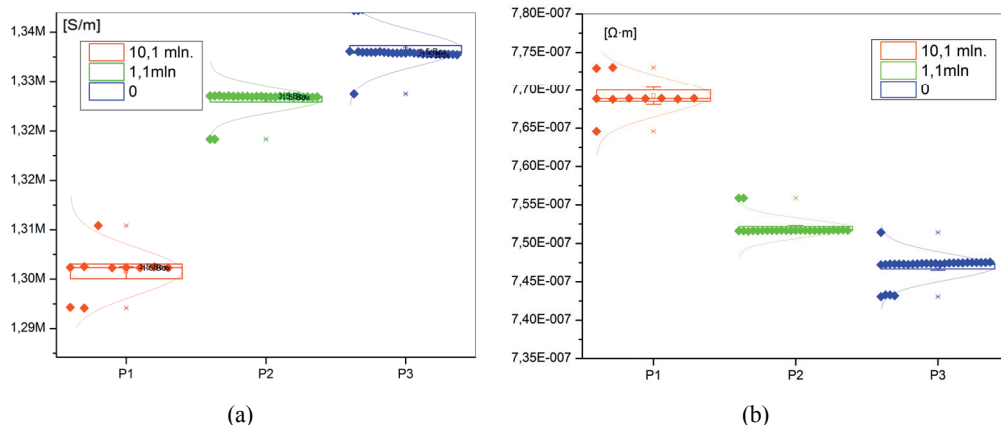 [S/m]
1,34M
1,33M
1,32M
1,31M
1,30M
1,29M
10,1 mln.
1,1mln
0
P1
P2
P3
(a)
7,80E-007
[Ω·m]
7,75E-007
7,70E-007
7,65E-007
7,60E-007
7,55E-007
7,50E-007
7,45E-007
7,40E-007
7,35E-007
10,1 mln.
1,1mln
0
P1
P2
P3
(b)